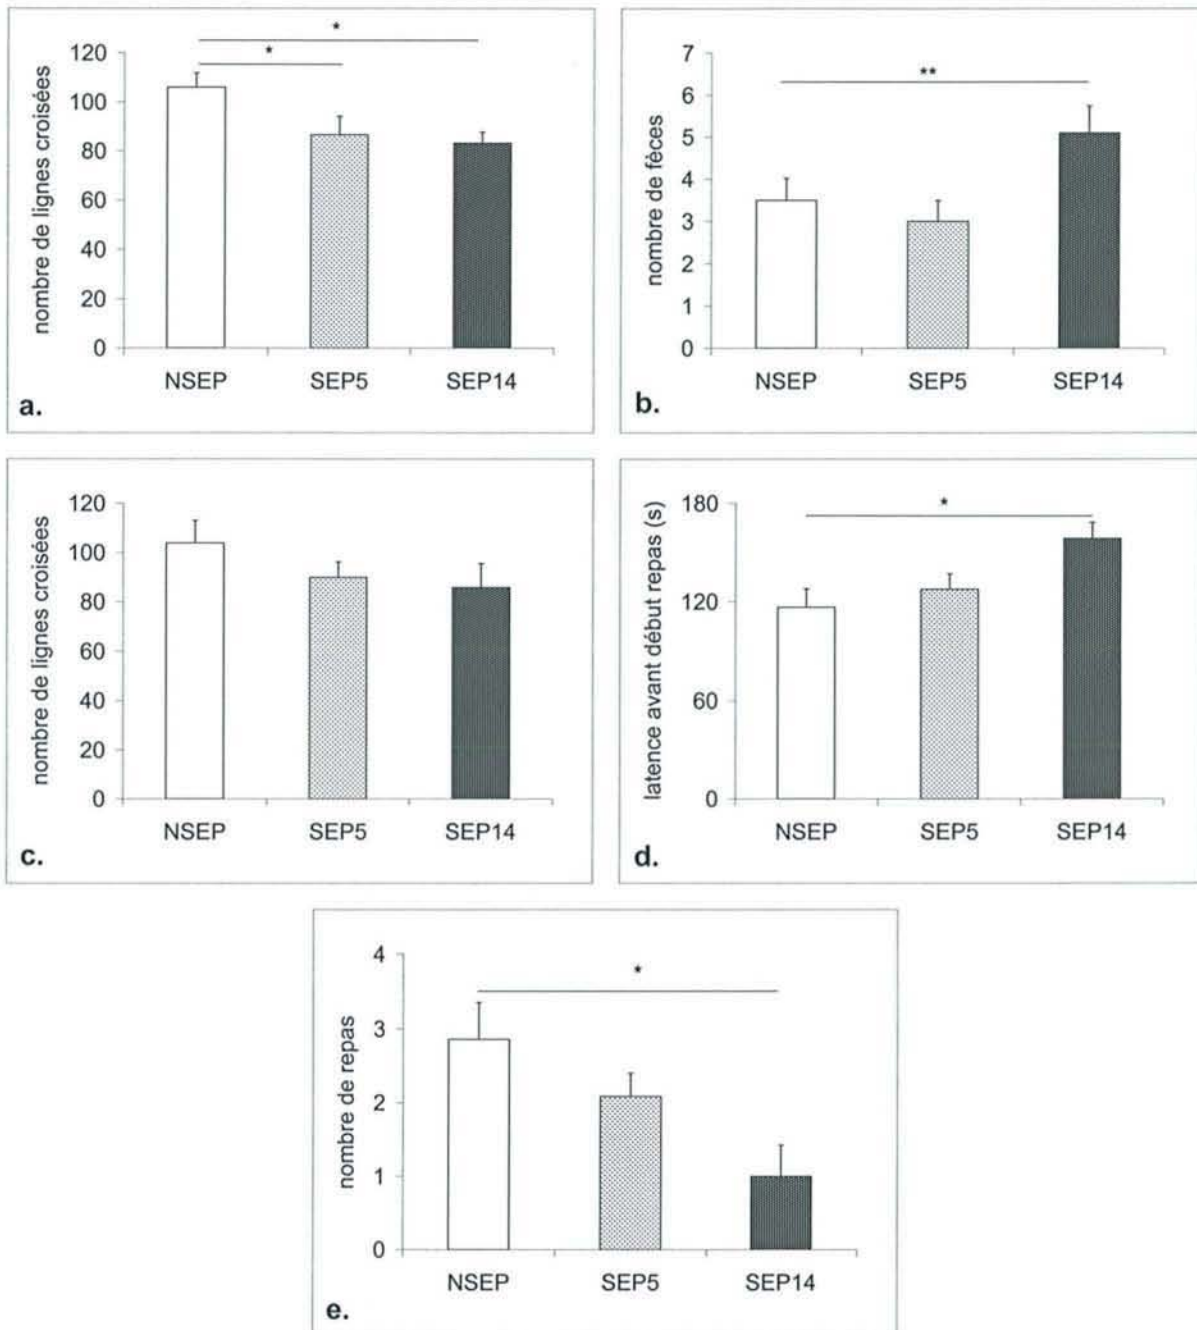 nombre de lignes croisées
120
100
80
60
40
20
0
*
*
NSEP SEP5 SEP14
a.
nombre de fèces
7
6
5
4
3
2
1
0
**
NSEP SEP5 SEP14
b.
nombre de lignes croisées
120
100
80
60
40
20
0
NSEP SEP5 SEP14
c.
latence avant début repas (s)
180
120
60
0
*
NSEP SEP5 SEP14
d.
nombre de repas
4
3
2
1
0
*
NSEP SEP5 SEP14
e.